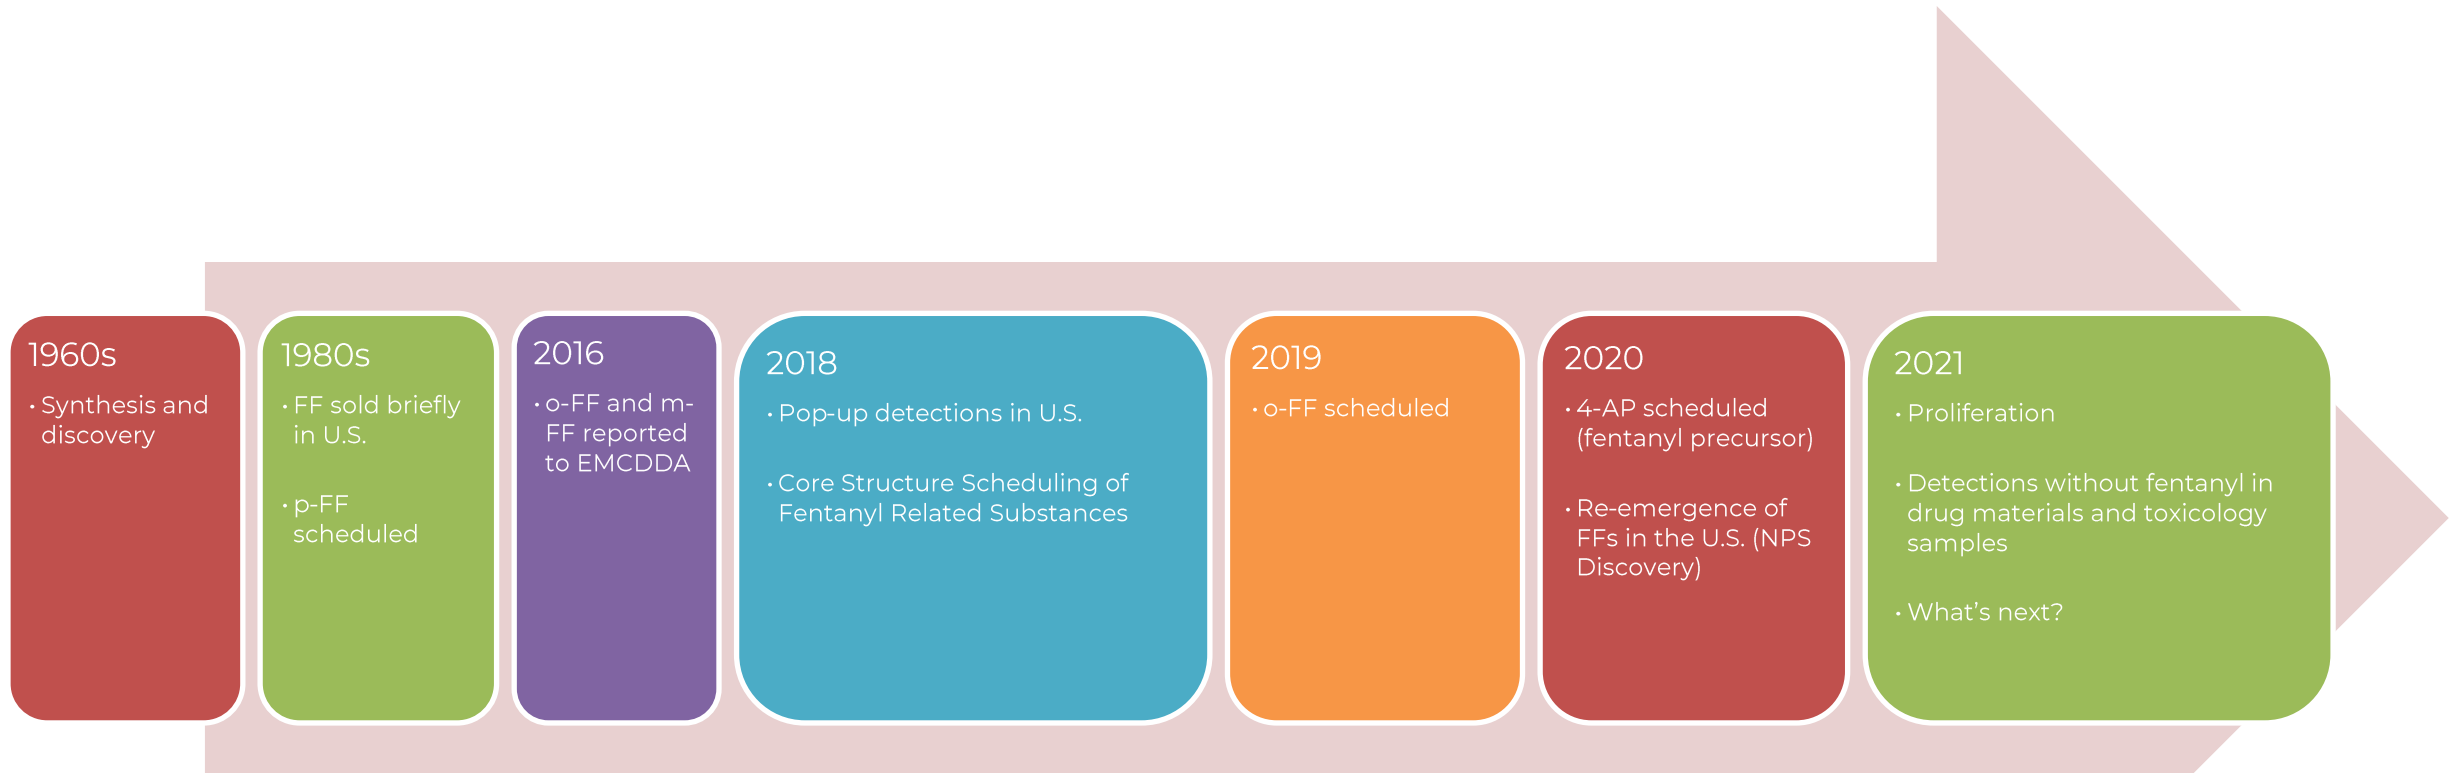 1960s
• Synthesis and
discovery
1980s
• FF sold briefly
in U.S.
• p-FF
scheduled
2016
• o-FF and m-
FF reported
to EMCDDA
2018
• Pop-up detections in U.S.
• Core Structure Scheduling of
Fentanyl Related Substances
2019
• o-FF scheduled
2020
• 4-AP scheduled
(fentanyl precursor)
• Re-emergence of
FFs in the U.S. (NPS
Discovery)
2021
• Proliferation
• Detections without fentanyl in
drug materials and toxicology
samples
• What’s next?